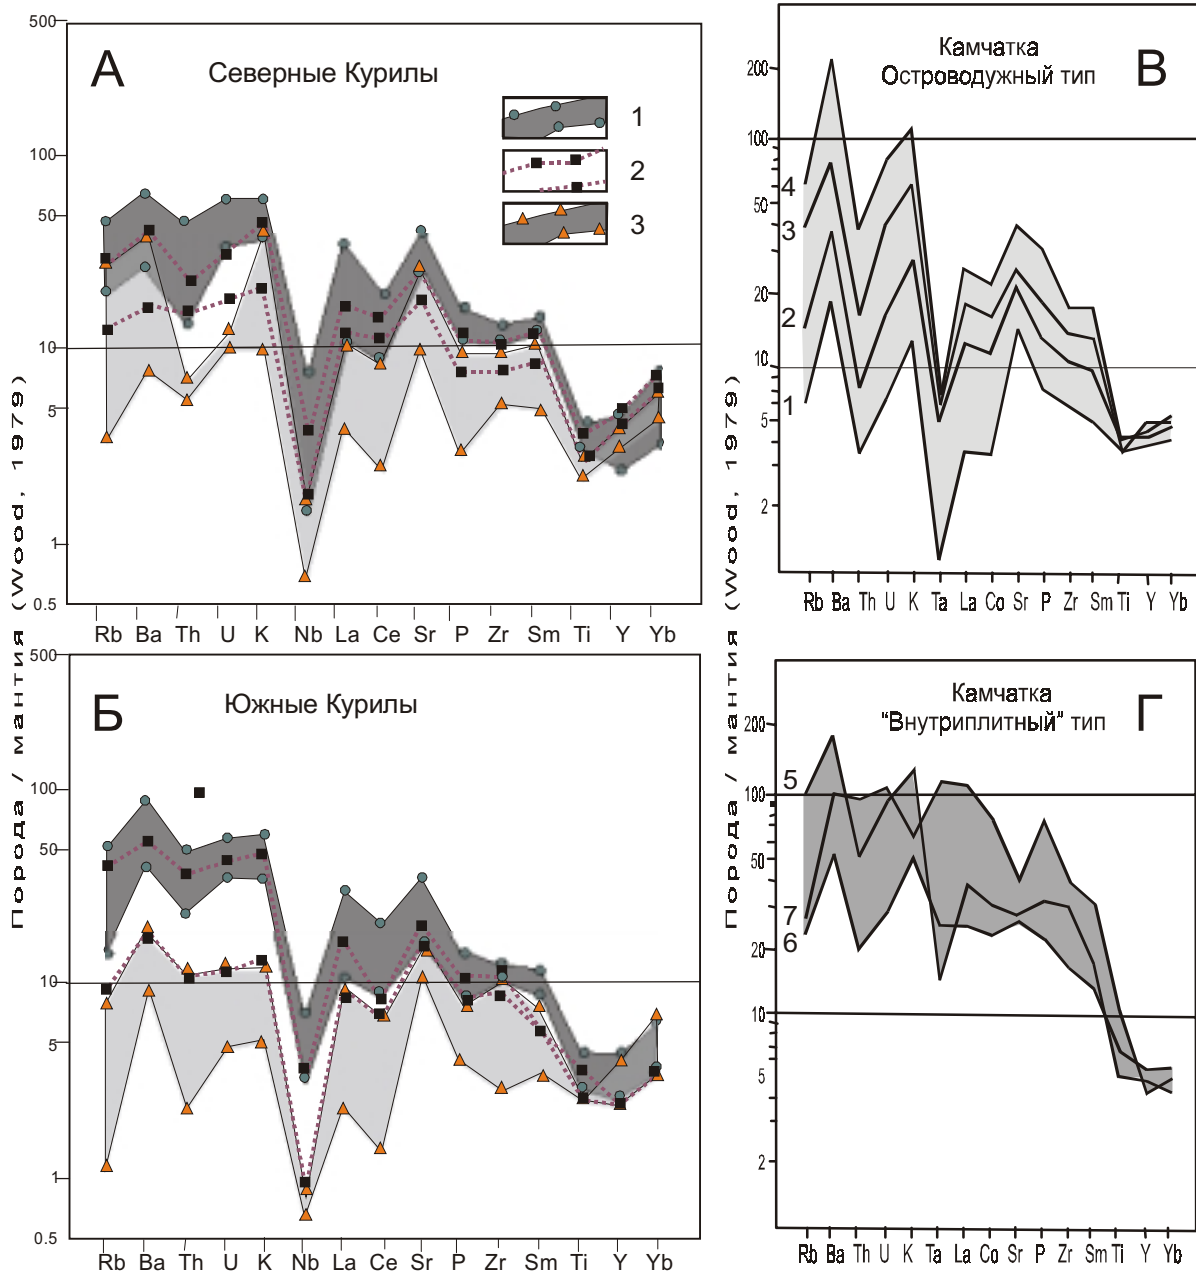 А
Северные Курилы
500
100
50
10
5
1
0.5
1
2
3
Rb Ba Th U K Nb La Ce Sr P Zr Sm Ti Y Yb
Порода / мантия (Wood, 1979)
Б
Южные Курилы
500
100
50
10
5
1
0.5
Rb Ba Th U K Nb La Ce Sr P Zr Sm Ti Y Yb
В
Камчатка
Островодужный тип
200
100
50
20
10
5
2
4
3
2
1
Rb Ba Th U K Ta La Co Sr P Zr Sm Ti Y Yb
Порода / мантия (Wood, 1979)
Г
Камчатка
"Внутриплитный" тип
200
100
50
20
10
5
2
5
7
6
Rb Ba Th U K Ta La Co Sr P Zr Sm Ti Y Yb